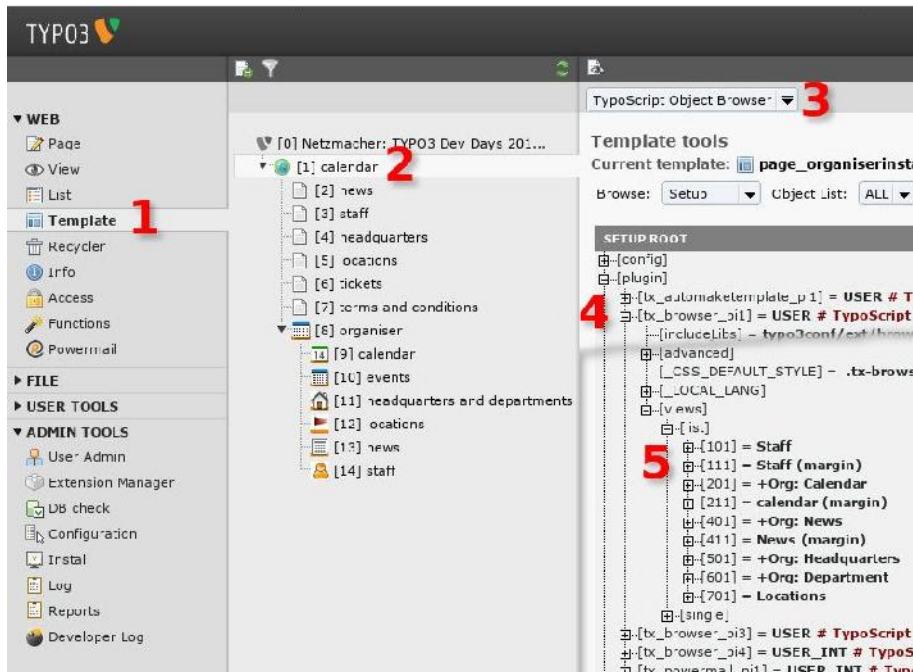 TYPO3
WEB
Page
View
List
Template
1
Recycler
Info
Access
Functions
Powermail
FILE
USER TOOLS
ADMIN TOOLS
User Admin
Extension Manager
DB check
Configuration
Instal
Log
Reports
Developer Log
[0] Netzmacher: TYPO3 Dev Days 201...
[1] calendar
2
[2] news
[3] staff
[4] headquarters
[5] locations
[6] tickets
[7] terms and conditions
[8] organiser
14 [9] calendar
[10] events
[11] headquarters and departments
[12] locations
[13] news
[14] staff
TypoScript Object Browser
3
Template tools
Current template: page_organiserinsta
Browse: Setup Object List: ALL
SETUP ROOT
[config]
[plugin]
[tx_automaketemplate_pi1] = USER # T
4
[tx_browser_pi1] = USER # TypoScript
[includeLibs] = typo3conf/ext/brow
[advanced]
[_CSS_DEFAULT_STYLE] = .tx-brows
[_LOCAL_LANG]
[views]
[list]
5
[101] = Staff
[111] = Staff (margin)
[201] = +Org: Calendar
[211] = calendar (margin)
[401] = +Org: News
[411] = News (margin)
[501] = +Org: Headquarters
[601] = +Org: Department
[701] = Locations
[single]
[tx_browser_pi3] = USER # TypoScript
[tx_browser_pi4] = USER_INT # TypoS
[tx_powermail_pi1] = USER_INT # Typo